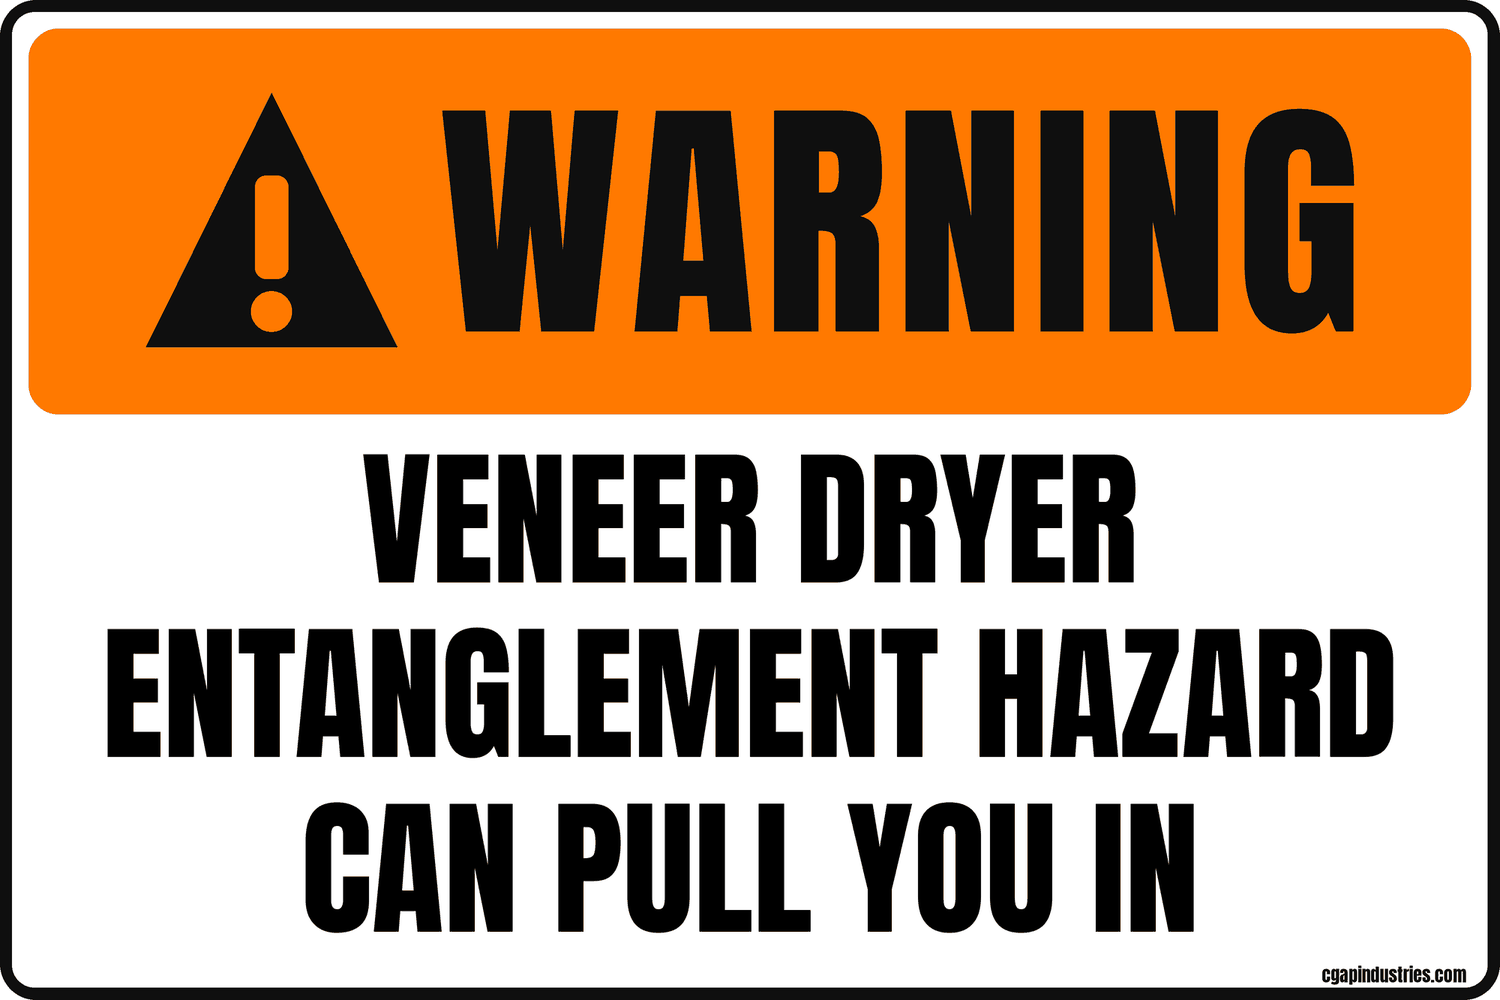 WARNING
VENEER DRYER
ENTANGLEMENT HAZARD
CAN PULL YOU IN
cgapindustries.com